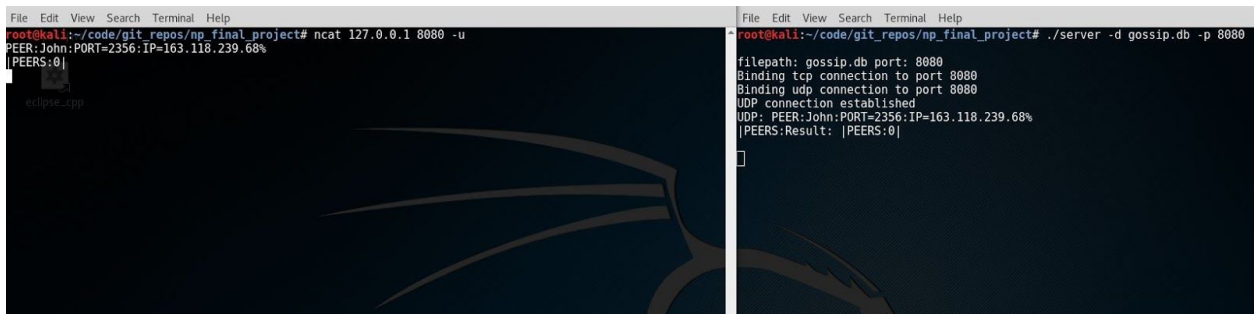 File Edit View Search Terminal Help
root@kali:~/code/git_repos/np_final_project# ncat 127.0.0.1 8080 -u
PEER:John:PORT=2356:IP=163.118.239.68%
|PEERS:0|
eclipse_cpp
File Edit View Search Terminal Help
root@kali:~/code/git_repos/np_final_project# ./server -d gossip.db -p 8080
filepath: gossip.db port: 8080
Binding tcp connection to port 8080
Binding udp connection to port 8080
UDP connection established
UDP: PEER:John:PORT=2356:IP=163.118.239.68%
|PEERS:Result: |PEERS:0|